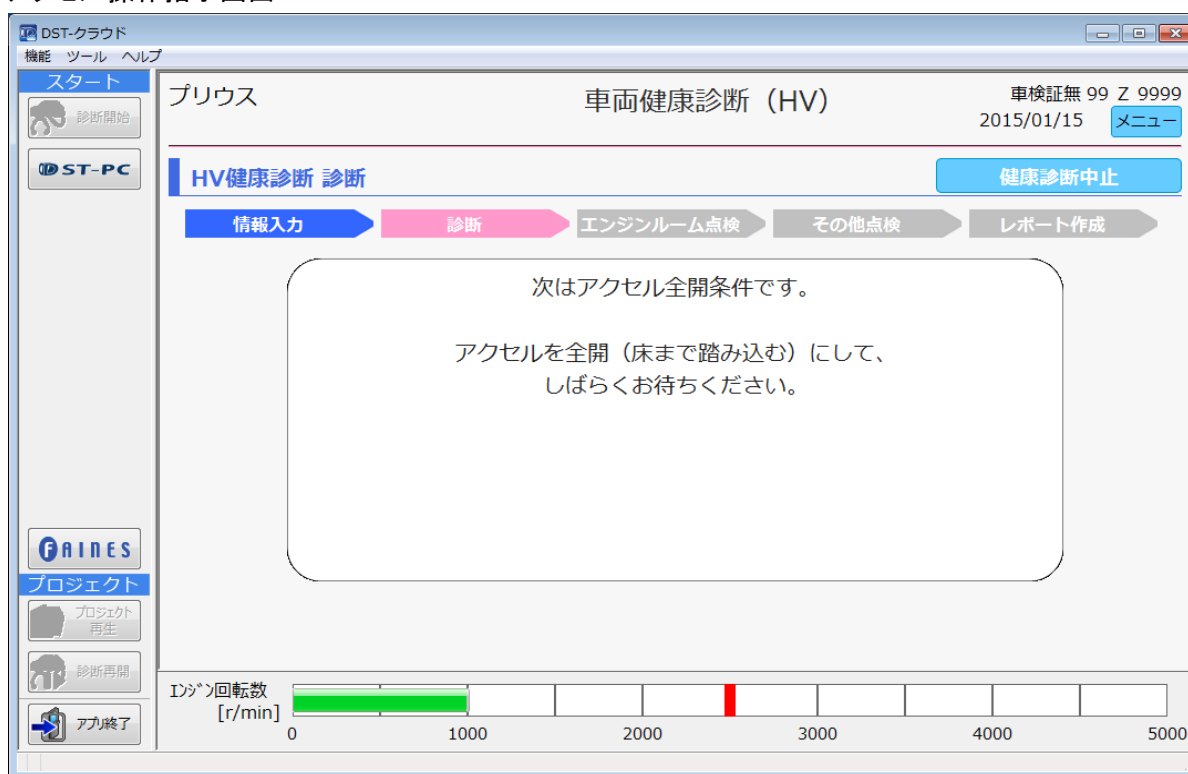 DST-クラウド
機能 ツール ヘルプ
スタート
診断開始
DST-PC
FAINES
プロジェクト
プロジェクト
再生
診断再開
アプリ終了
プリウス
車両健康診断（HV）
車検証無 99 Z 9999
2015/01/15 メニュー
HV健康診断 診断
健康診断中止
情報入力 診断 エンジンルーム点検 その他点検 レポート作成
次はアクセル全開条件です。
アクセルを全開（床まで踏み込む）にして、
しばらくお待ちください。
ｴﾝｼﾞﾝ回転数
[r/min]
0 1000 2000 3000 4000 5000